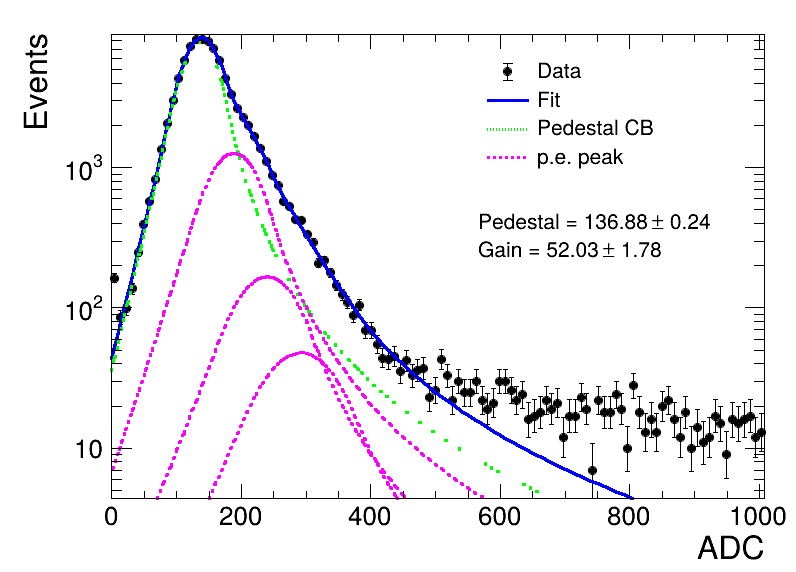 Events
Data
Fit
Pedestal CB
p.e. peak
Pedestal = 136.88 ± 0.24
Gain = 52.03 ± 1.78
10³
10²
10
0 200 400 600 800 1000
ADC